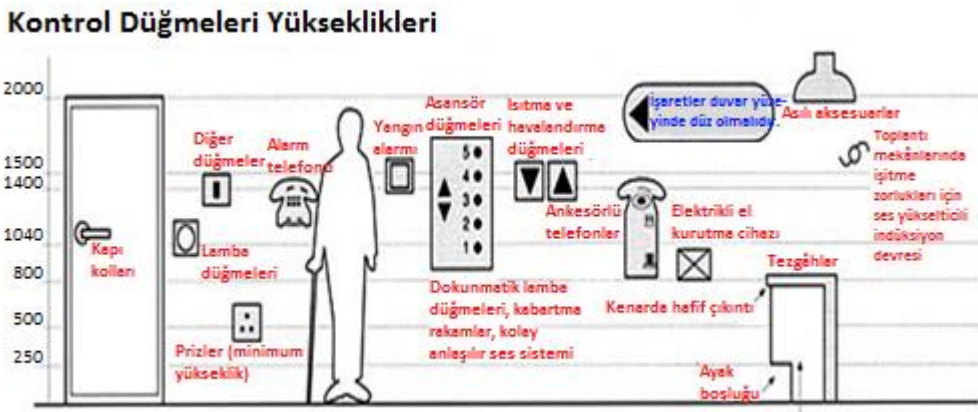 Kontrol Düğmeleri Yükseklikleri
2000
1500
1400
1040
800
500
250
Kapı
kolları
Diğer
düğmeler
Lamba
düğmeleri
Prizler (minimum
yükseklik)
Alarm
telefonu
Yangın
alarmı
Asansör
düğmeleri
5
4
3
2
1
Dokunmatik lamba
düğmeleri, kabartma
rakamlar, kolay
anlaşılır ses sistemi
Isıtma ve
havalandırma
düğmeleri
Ankesörlü
telefonlar
İşaretler duvar yüze-
yinde düz olmalıdır.
Elektrikli el
kurutma cihazı
Kenarda hafif çıkıntı
Asılı aksesuarlar
Toplantı
mekânlarında
işitme
zorlukları için
ses yükselticili
indüksiyon
devresi
Tezgâhlar
Ayak
boşluğu